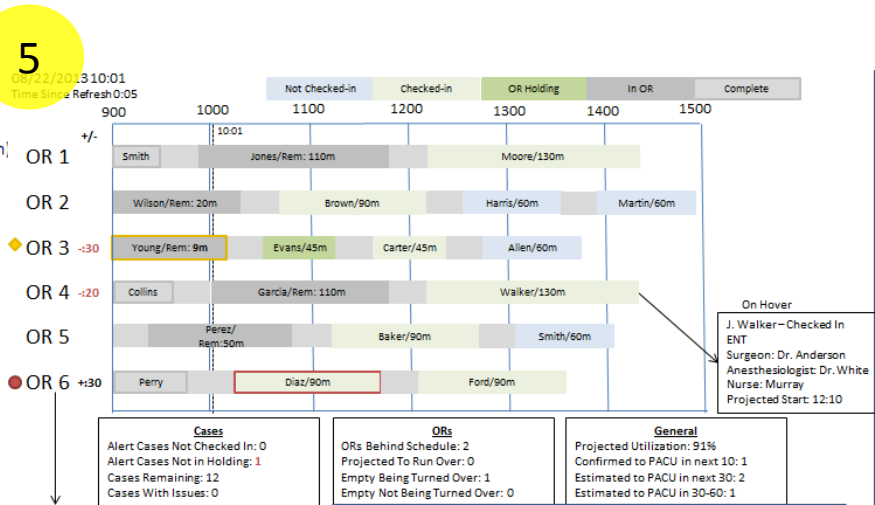 5
08/22/2013 10:01
Time Since Refresh 0:05
Not Checked-in
Checked-in
OR Holding
In OR
Complete
900 1000 1100 1200 1300 1400 1500
+/-
10:01
OR 1
Smith
Jones/Rem: 110m
Moore/130m
OR 2
Wilson/Rem: 20m
Brown/90m
Harris/60m
Martin/60m
OR 3 -:30
Young/Rem: 9m
Evans/45m
Carter/45m
Allen/60m
OR 4 -:20
Collins
Garcia/Rem: 110m
Walker/130m
OR 5
Perez/
Rem:50m
Baker/90m
Smith/60m
OR 6 +:30
Perry
Diaz/90m
Ford/90m
On Hover
J. Walker – Checked In
ENT
Surgeon: Dr. Anderson
Anesthesiologist: Dr. White
Nurse: Murray
Projected Start: 12:10
Cases
Alert Cases Not Checked In: 0
Alert Cases Not in Holding: 1
Cases Remaining: 12
Cases With Issues: 0
ORs
ORs Behind Schedule: 2
Projected To Run Over: 0
Empty Being Turned Over: 1
Empty Not Being Turned Over: 0
General
Projected Utilization: 91%
Confirmed to PACU in next 10: 1
Estimated to PACU in next 30: 2
Estimated to PACU in 30-60: 1